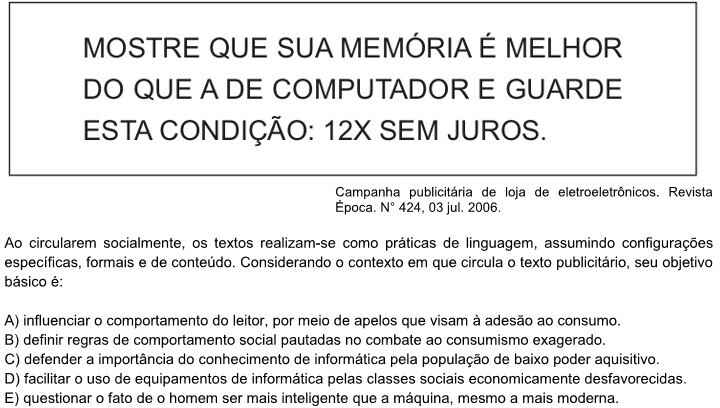 MOSTRE QUE SUA MEMÓRIA É MELHOR
DO QUE A DE COMPUTADOR E GUARDE
ESTA CONDIÇÃO: 12X SEM JUROS.
Campanha publicitária de loja de eletroeletrônicos. Revista
Época. N° 424, 03 jul. 2006.
Ao circularem socialmente, os textos realizam-se como práticas de linguagem, assumindo configurações
específicas, formais e de conteúdo. Considerando o contexto em que circula o texto publicitário, seu objetivo
básico é:
A) influenciar o comportamento do leitor, por meio de apelos que visam à adesão ao consumo.
B) definir regras de comportamento social pautadas no combate ao consumismo exagerado.
C) defender a importância do conhecimento de informática pela população de baixo poder aquisitivo.
D) facilitar o uso de equipamentos de informática pelas classes sociais economicamente desfavorecidas.
E) questionar o fato de o homem ser mais inteligente que a máquina, mesmo a mais moderna.